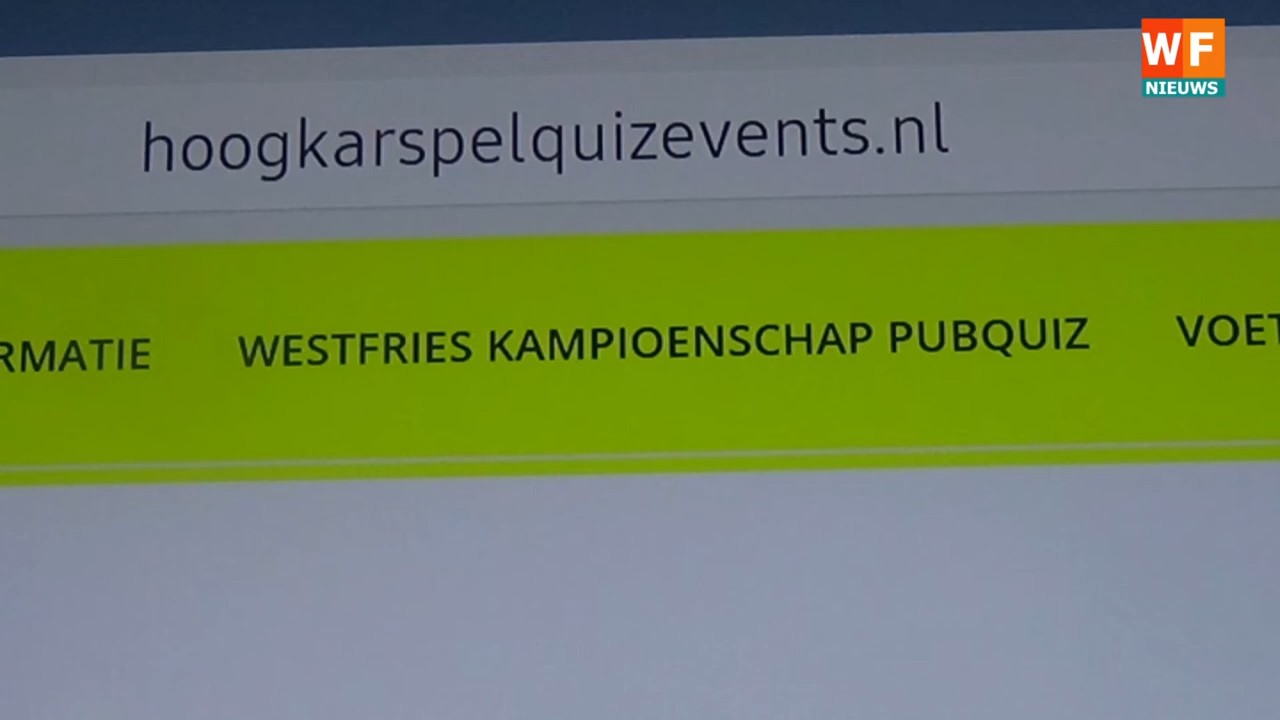 WF
NIEUWS
hoogkarspelquizevents.nl
RMATIE WESTFRIES KAMPIOENSCHAP PUBQUIZ VOET